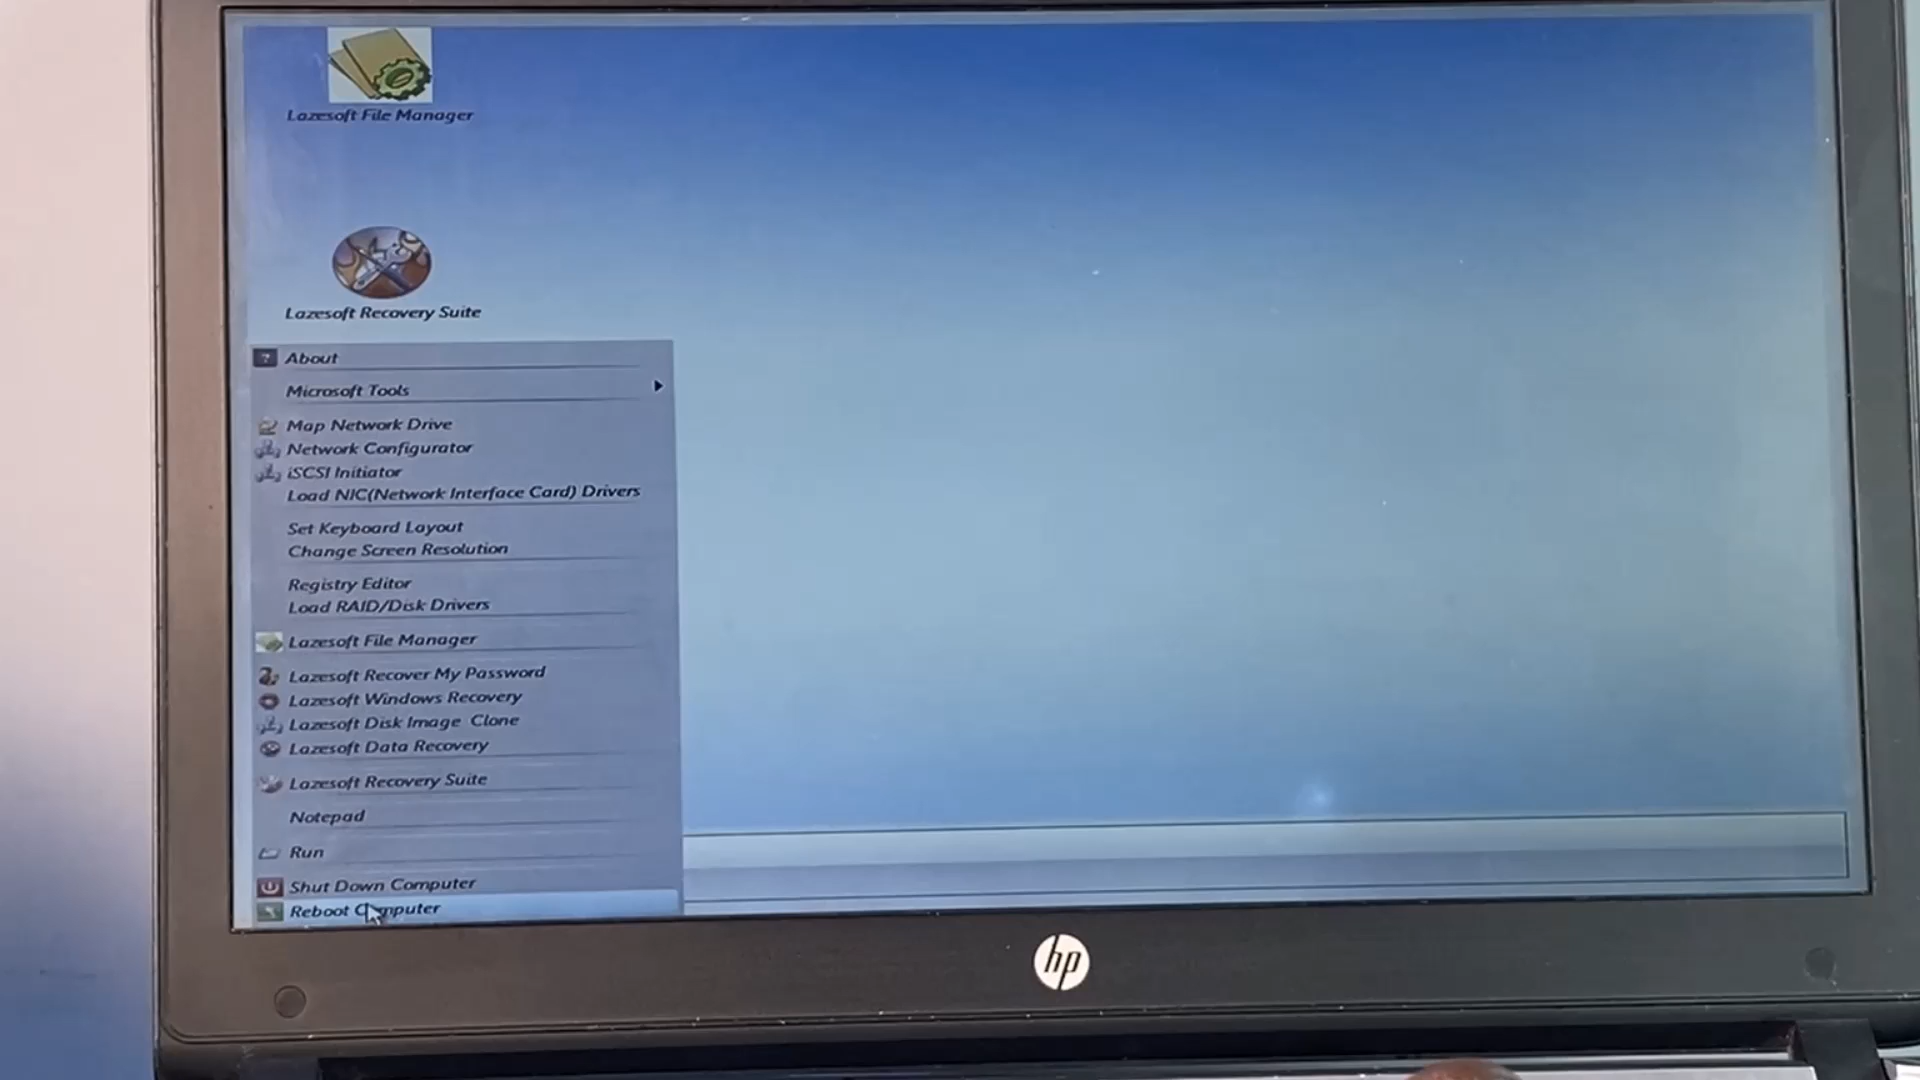 Lazesoft File Manager
Lazesoft Recovery Suite
About
Microsoft Tools
Map Network Drive
Network Configurator
iSCSI Initiator
Load NIC(Network Interface Card) Drivers
Set Keyboard Layout
Change Screen Resolution
Registry Editor
Load RAID/Disk Drivers
Lazesoft File Manager
Lazesoft Recover My Password
Lazesoft Windows Recovery
Lazesoft Disk Image Clone
Lazesoft Data Recovery
Lazesoft Recovery Suite
Notepad
Run
Shut Down Computer
Reboot Computer
hp